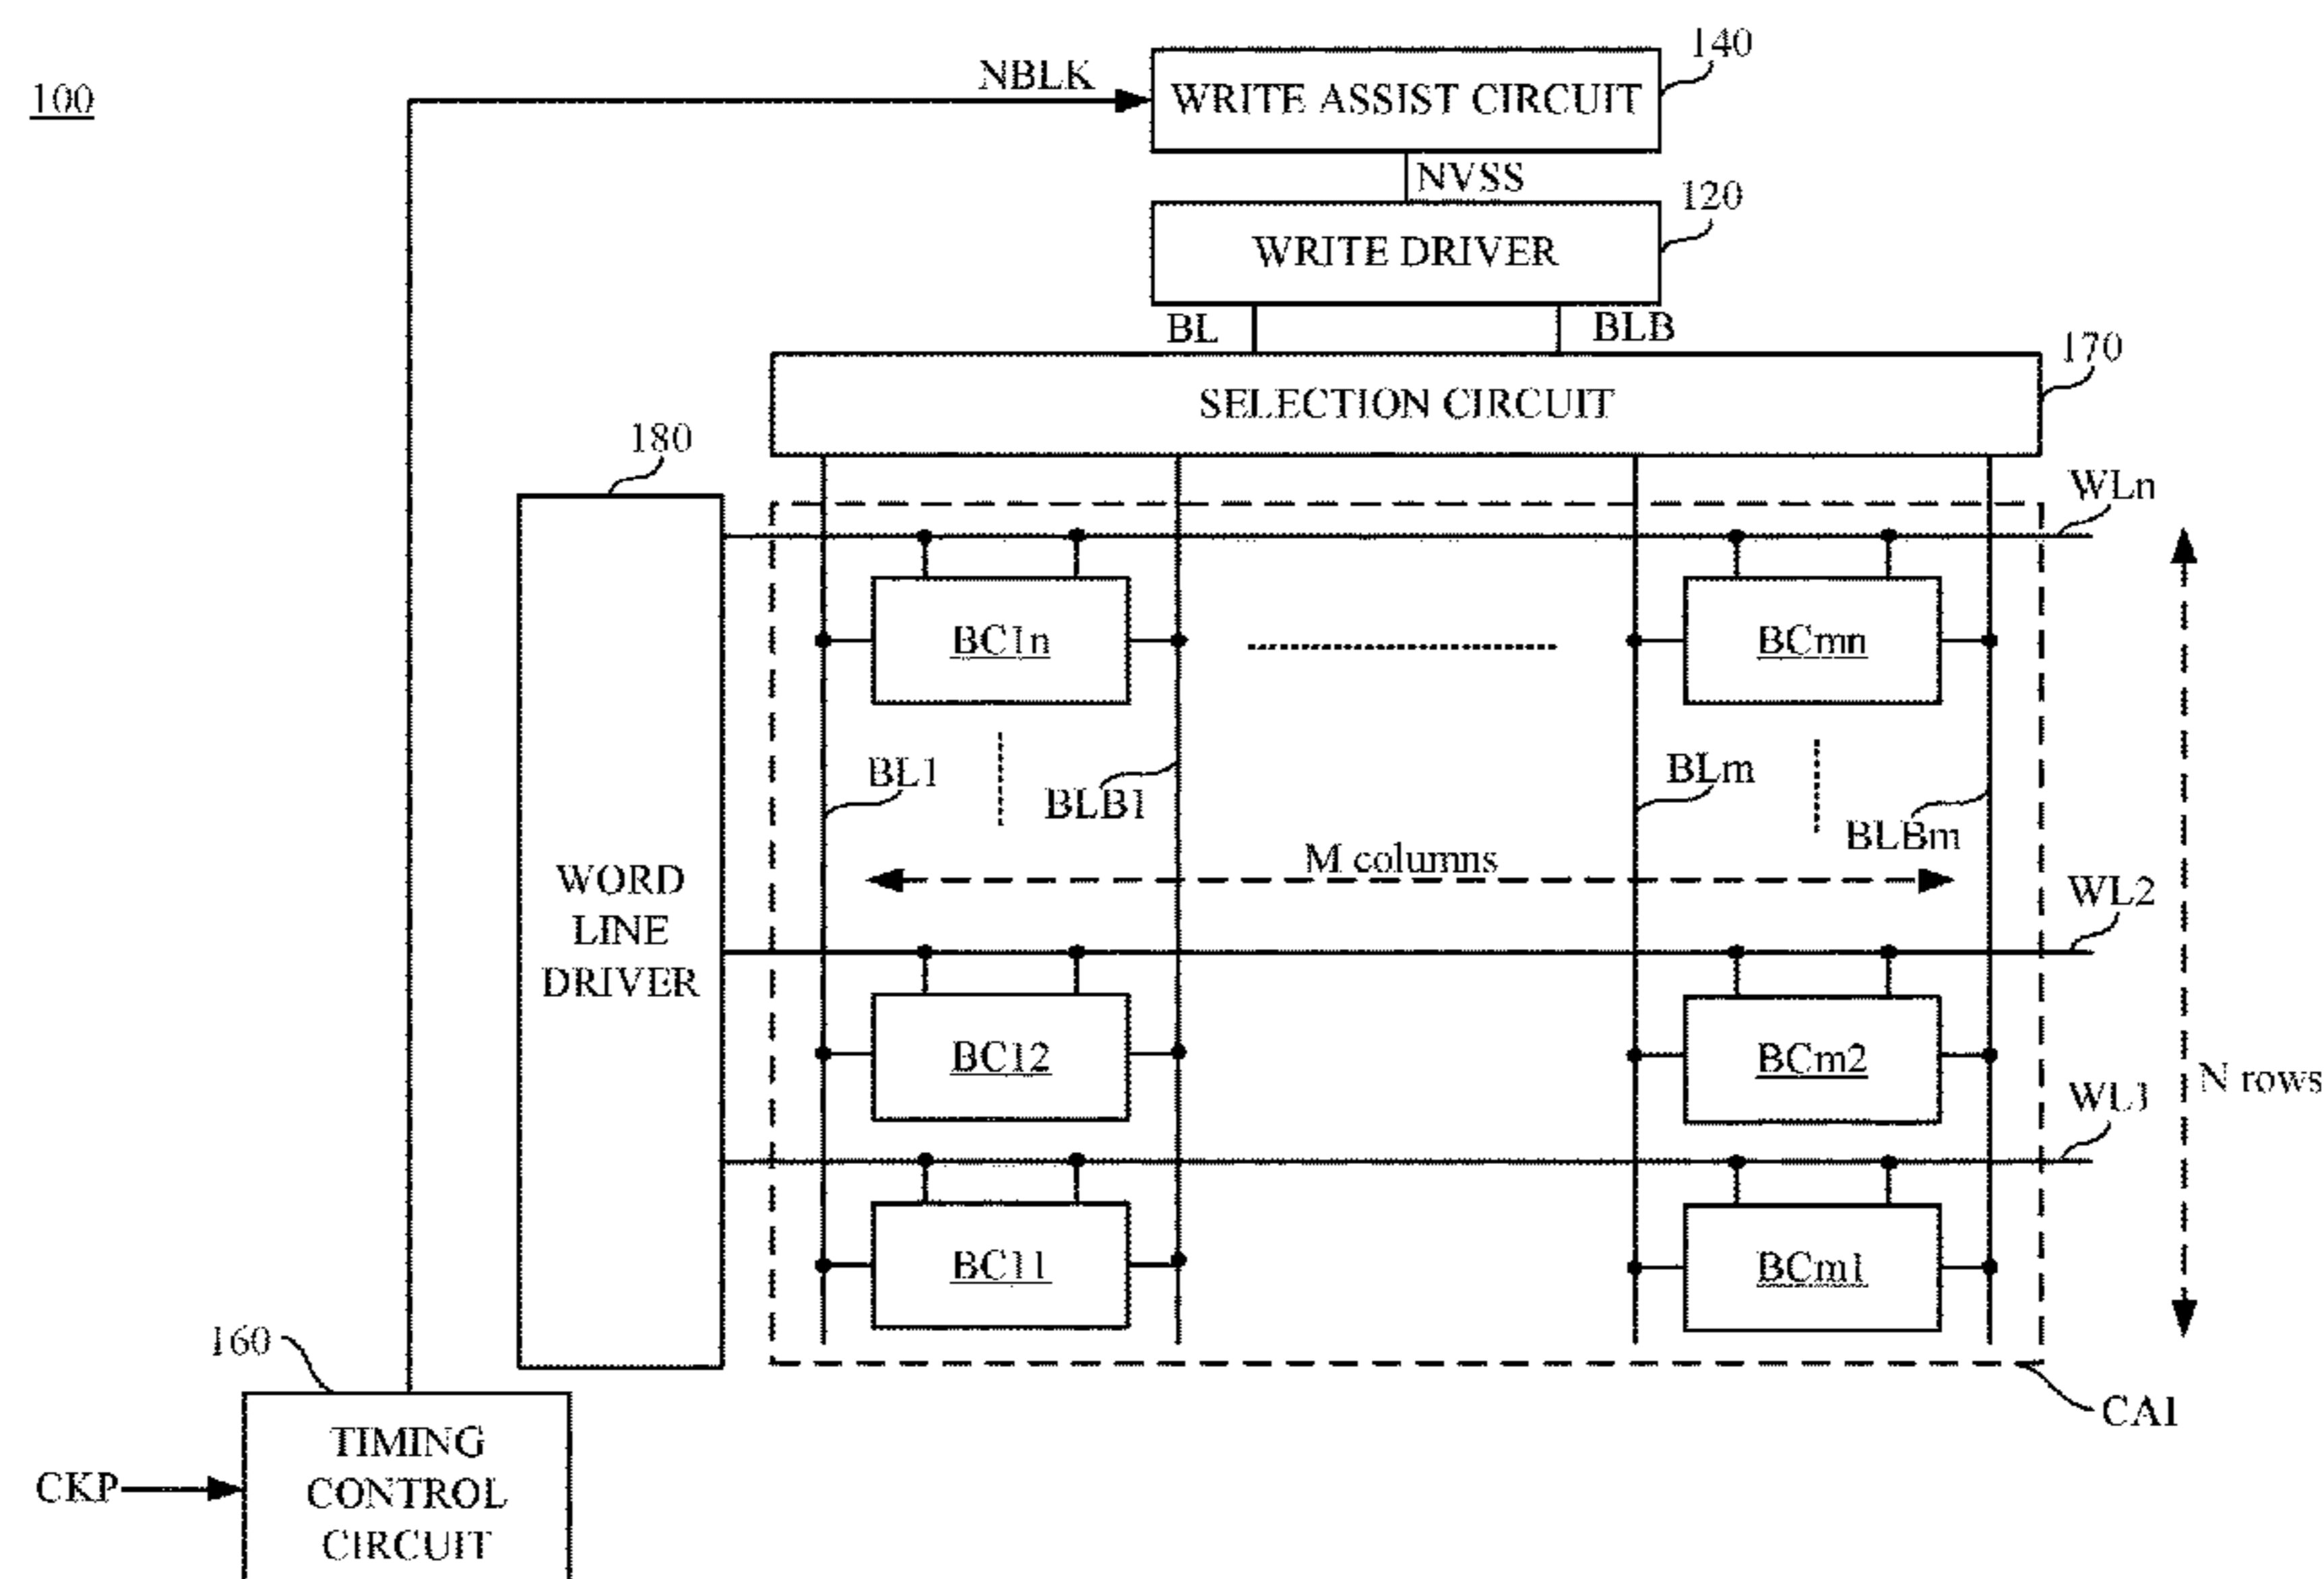 100
NBLK
140
WRITE ASSIST CIRCUIT
NVSS
120
WRITE DRIVER
BL
BLB
170
SELECTION CIRCUIT
180
WLn
BC1n
BCmn
BL1
BLB1
BLm
BLBm
M columns
WORD
LINE
DRIVER
WL2
BC12
BCm2
N rows
WL1
BC11
BCm1
160
CA1
TIMING
CONTROL
CIRCUIT
CKP